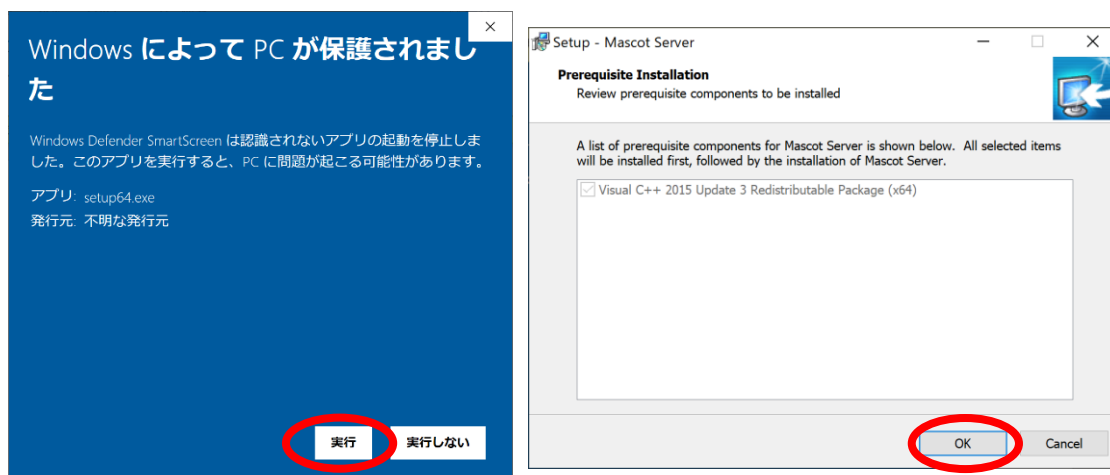 Windows によって PC が保護されまし
た
Windows Defender SmartScreen は認識されないアプリの起動を停止しま
した。このアプリを実行すると、PC に問題が起こる可能性があります。
アプリ: setup64.exe
発行元: 不明な発行元
実行 実行しない
Setup - Mascot Server
Prerequisite Installation
Review prerequisite components to be installed
A list of prerequisite components for Mascot Server is shown below. All selected items
will be installed first, followed by the installation of Mascot Server.
Visual C++ 2015 Update 3 Redistributable Package (x64)
OK Cancel